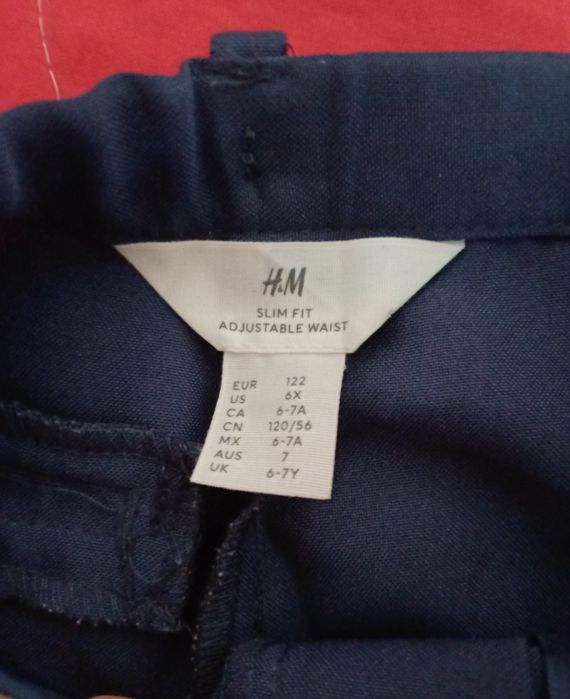 H&M
SLIM FIT
ADJUSTABLE WAIST
EUR 122
US 6X
CA 6-7A
CN 120/56
MX 6-7A
AUS 7
UK 6-7Y